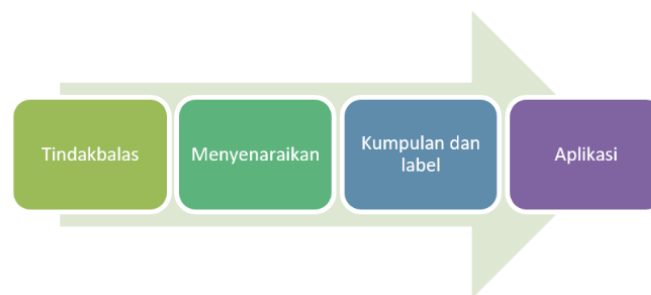 Tindakbalas
Menyenaraikan
Kumpulan dan
label
Aplikasi